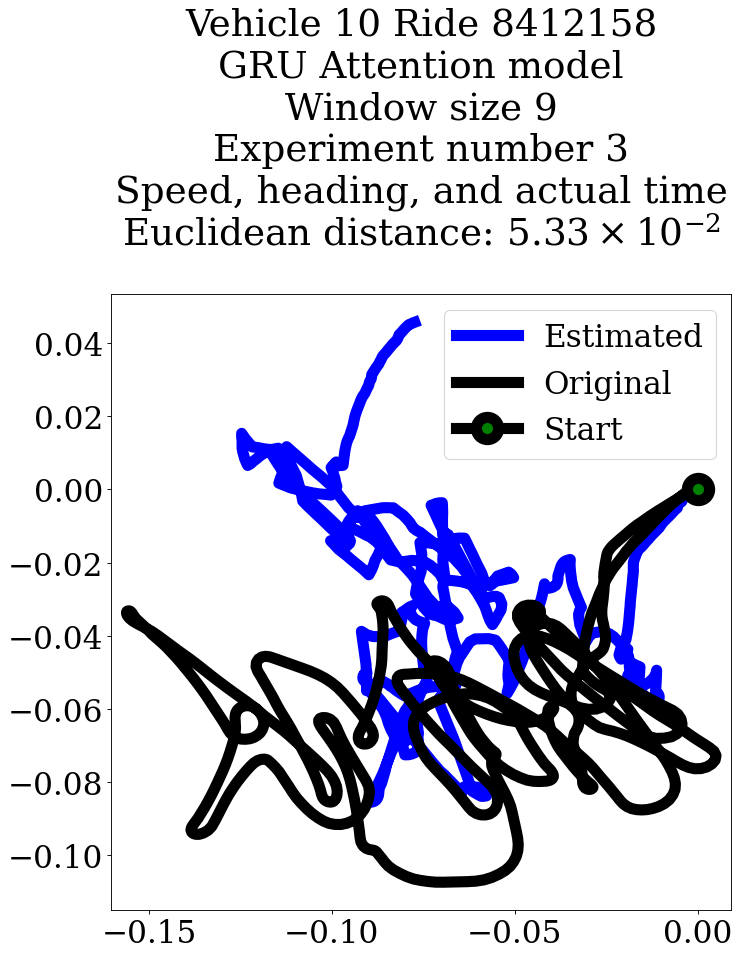 Vehicle 10 Ride 8412158
GRU Attention model
Window size 9
Experiment number 3
Speed, heading, and actual time
Euclidean distance: 5.33 × 10⁻²
Estimated
Original
Start
0.04
0.02
0.00
−0.02
−0.04
−0.06
−0.08
−0.10
−0.15
−0.10
−0.05
0.00